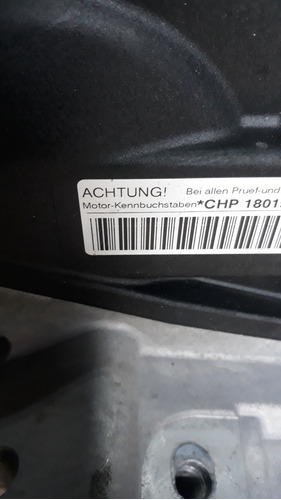 ACHTUNG! Bei allen Pruef-und
Motor-Kennbuchstaben*CHP 1801